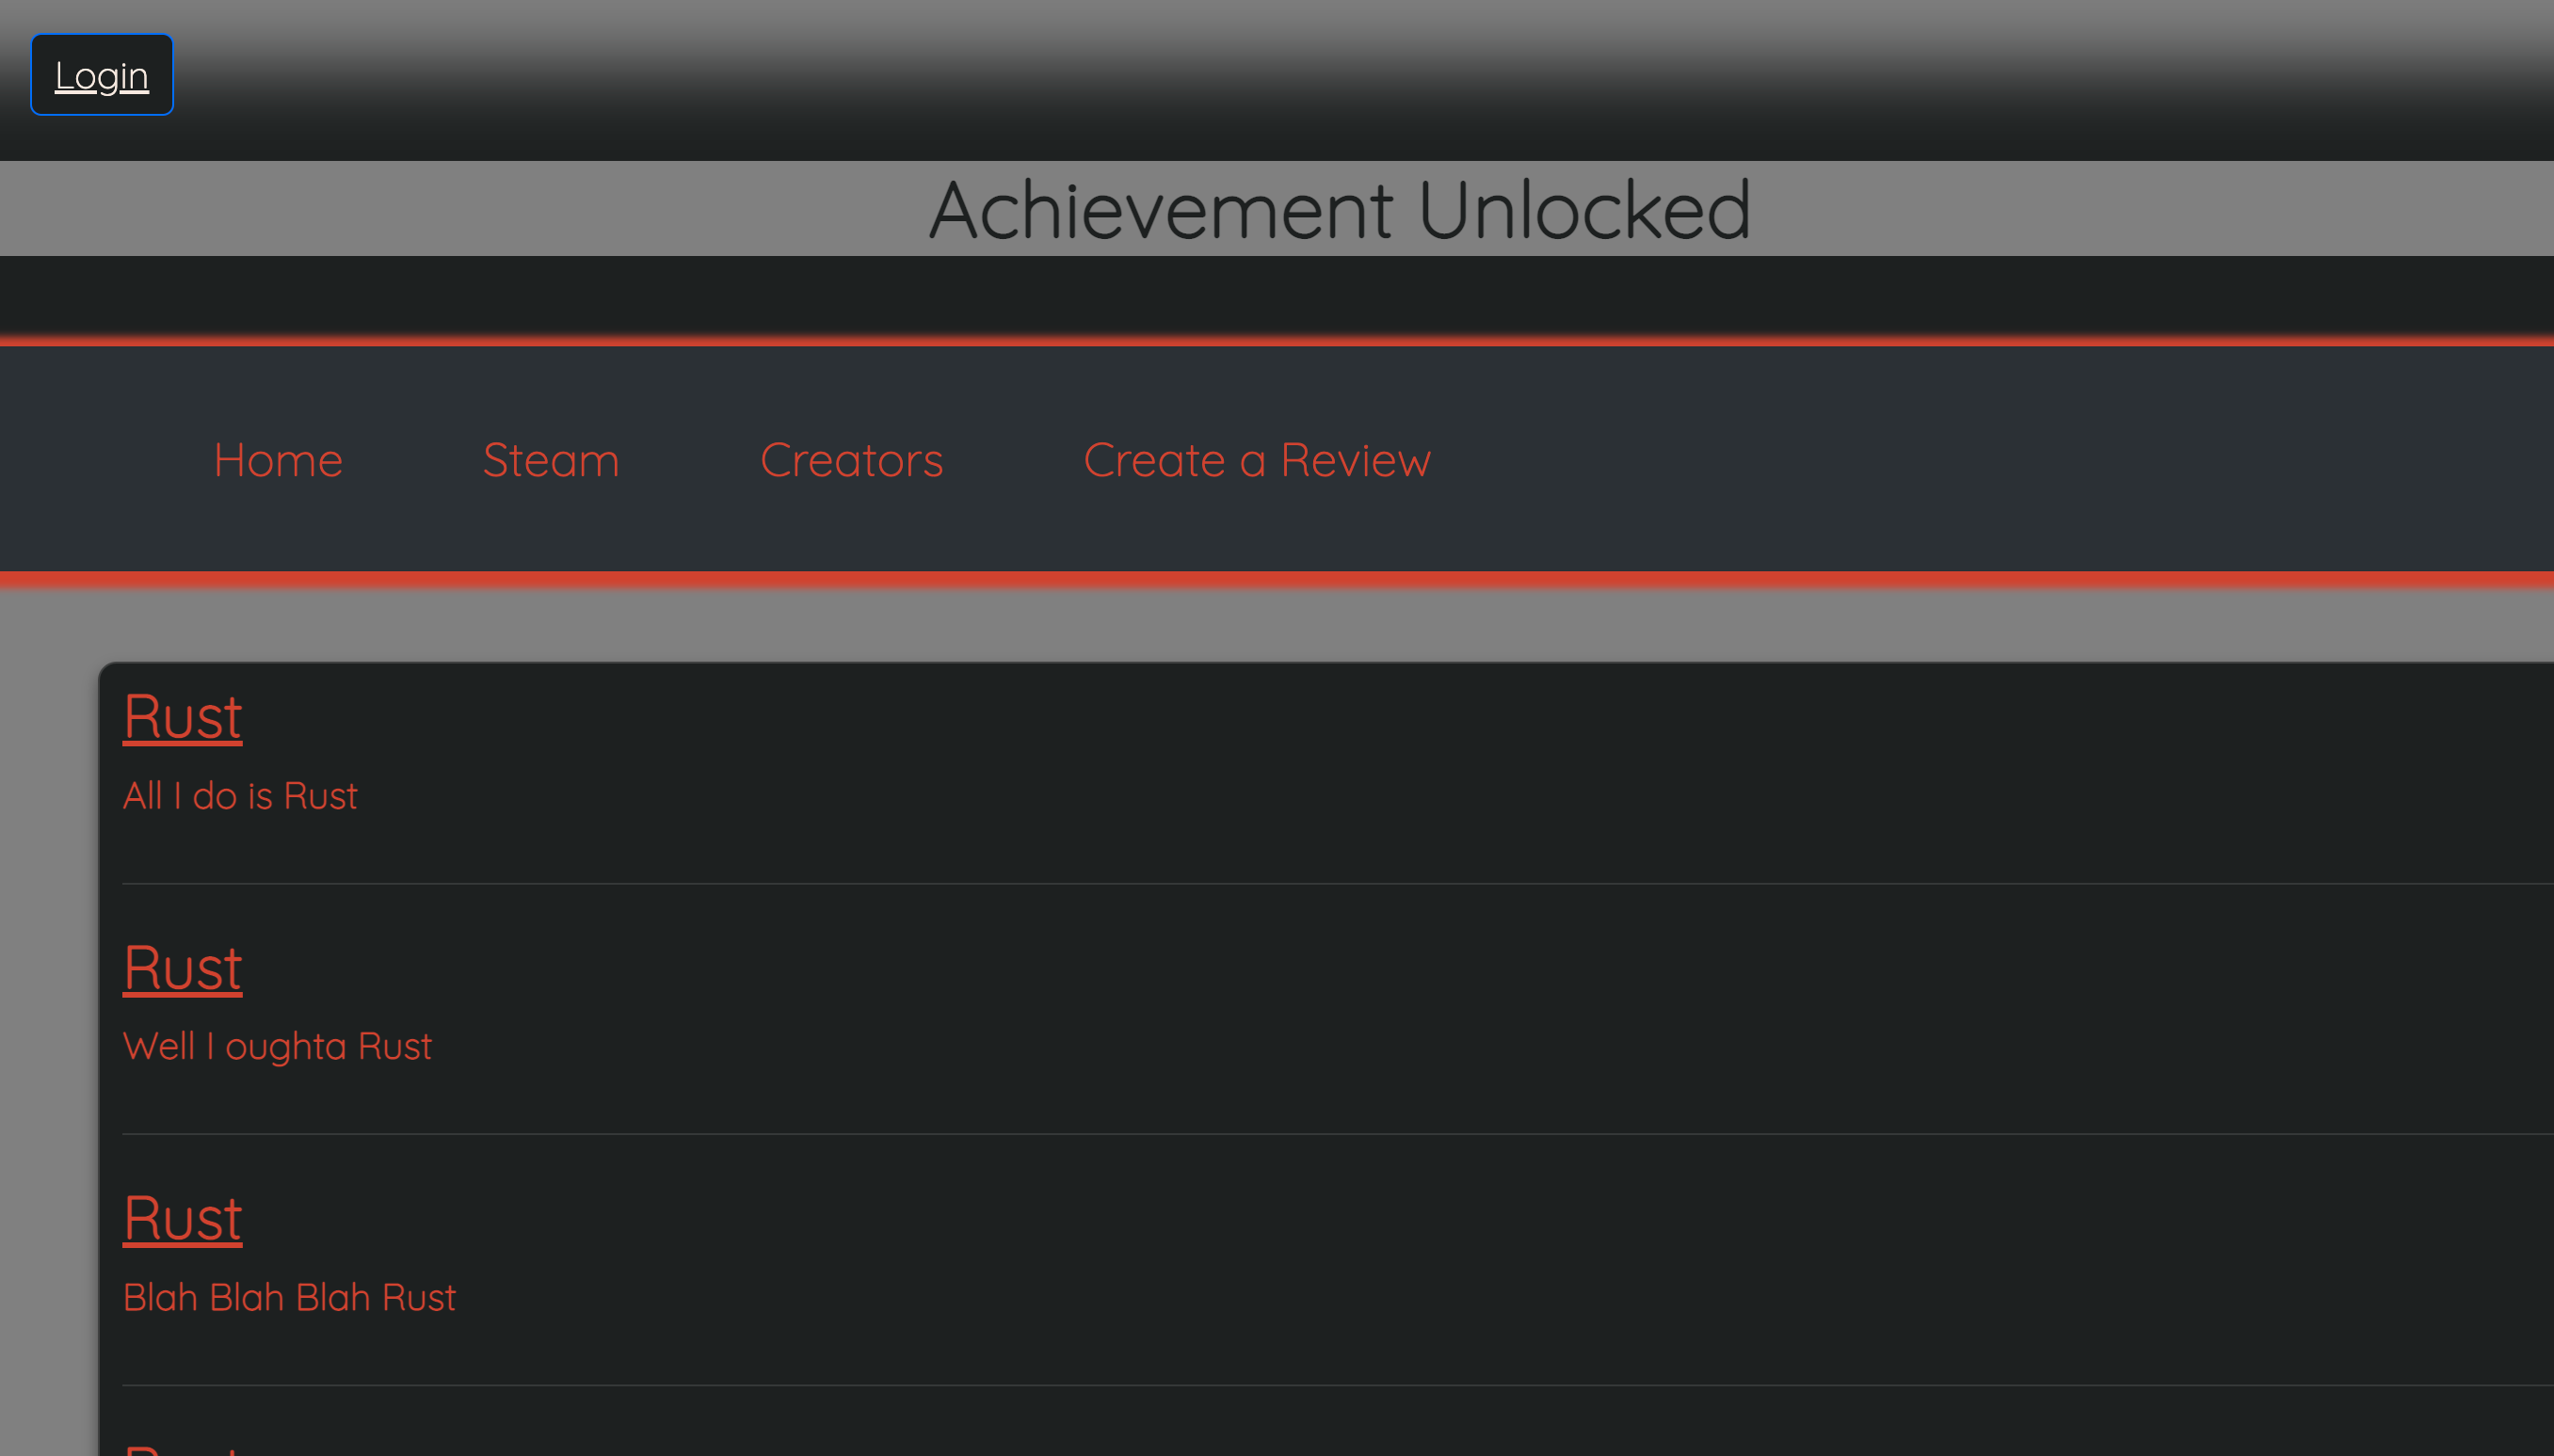 Login
Achievement Unlocked
Home Steam Creators Create a Review
Rust
All I do is Rust
Rust
Well I oughta Rust
Rust
Blah Blah Blah Rust